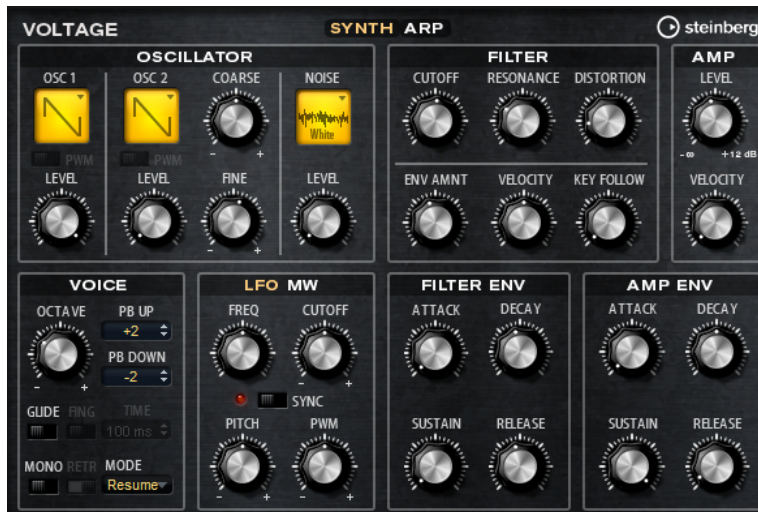 VOLTAGE SYNTH ARP steinberg
OSCILLATOR
OSC 1 OSC 2 COARSE NOISE
White
PWM PWM - +
LEVEL LEVEL FINE LEVEL
- +
FILTER
CUTOFF RESONANCE DISTORTION
- +
ENV AMNT VELOCITY KEY FOLLOW
- +
AMP
LEVEL
-∞ +12 dB
VELOCITY
VOICE
OCTAVE PB UP
+2
PB DOWN
- + -2
GLIDE FING TIME
100 ms
MONO RETR MODE
Resume
LFO MW
FREQ CUTOFF
- +
SYNC
PITCH PWM
- + - +
FILTER ENV
ATTACK DECAY
SUSTAIN RELEASE
AMP ENV
ATTACK DECAY
SUSTAIN RELEASE